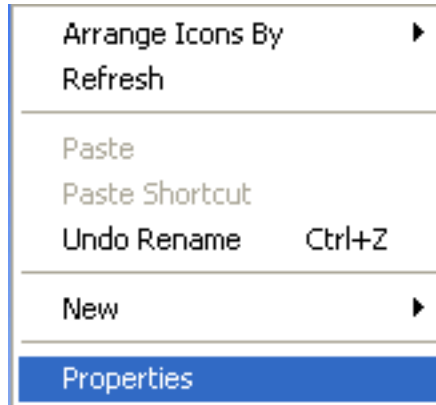 Arrange Icons By
Refresh
Paste
Paste Shortcut
Undo Rename Ctrl+Z
New
Properties